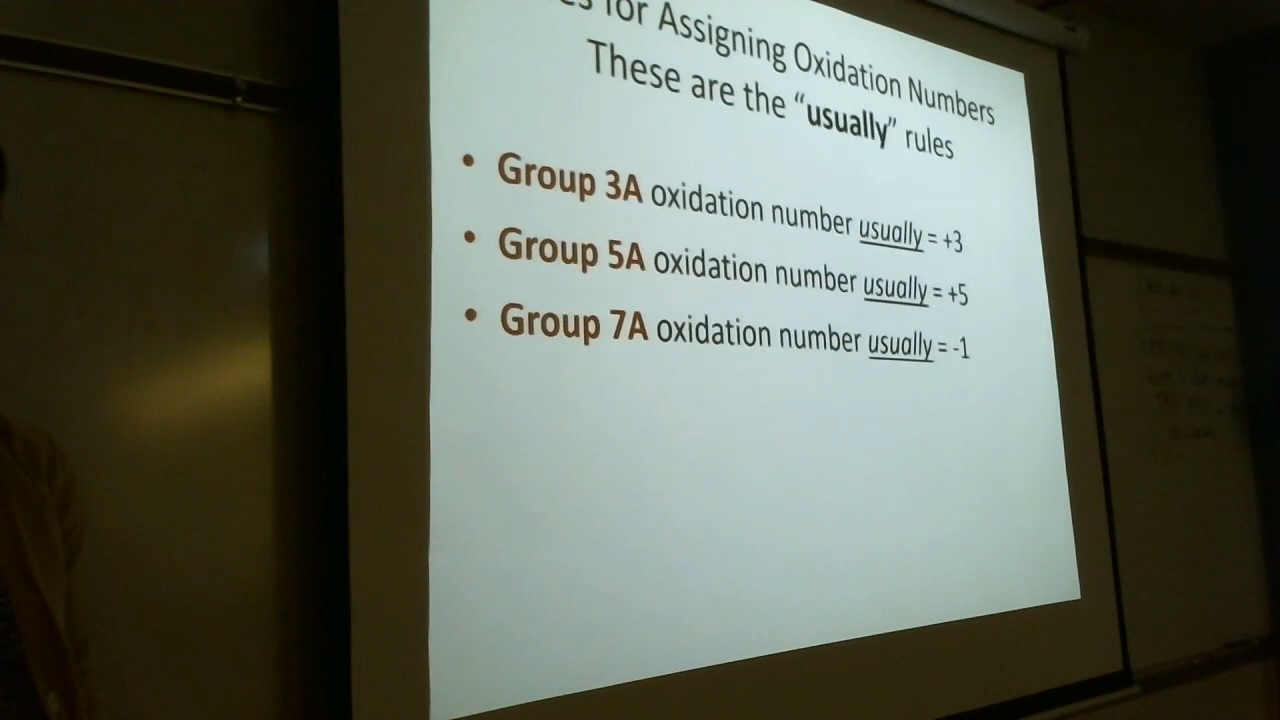 for Assigning Oxidation Numbers
These are the “usually” rules
• Group 3A oxidation number usually = +3
• Group 5A oxidation number usually = +5
• Group 7A oxidation number usually = -1